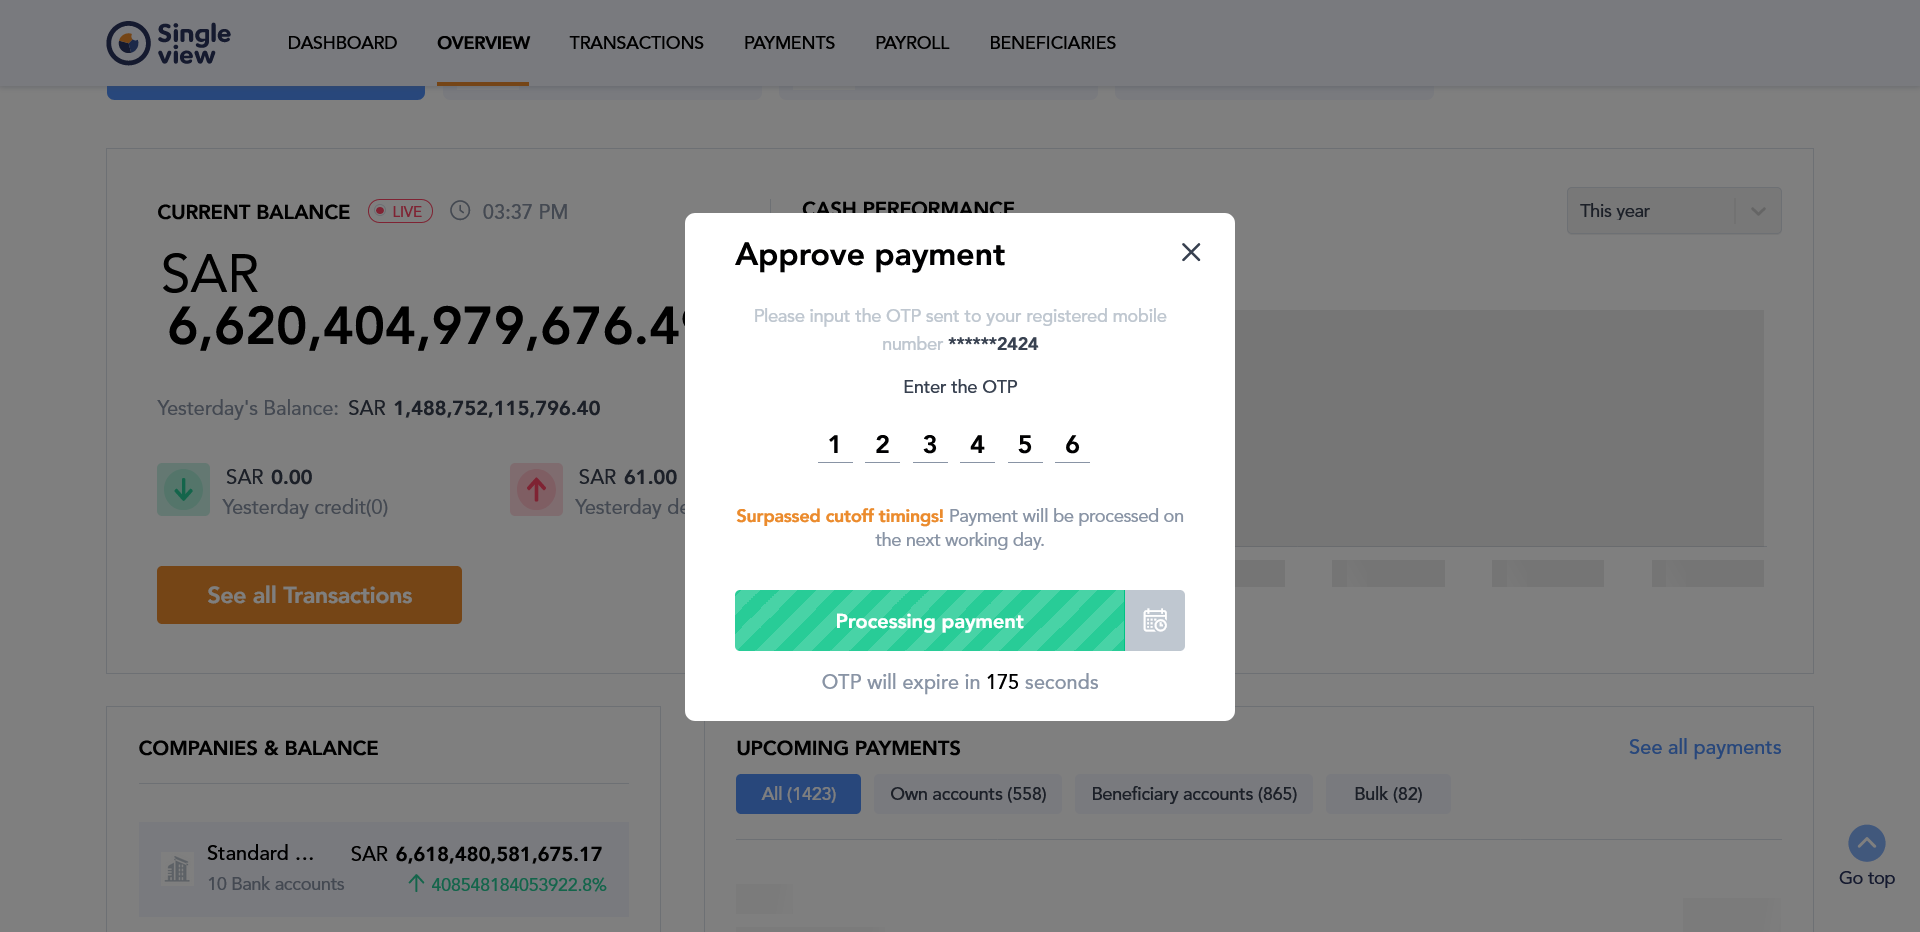 Single
view
DASHBOARD
OVERVIEW
TRANSACTIONS
PAYMENTS
PAYROLL
BENEFICIARIES
CURRENT BALANCE
LIVE
03:37 PM
SAR
6,620,404,979,676.49
Yesterday's Balance: SAR 1,488,752,115,796.40
SAR 0.00
Yesterday credit(0)
SAR 61.00
Yesterday de
See all Transactions
CASH PERFORMANCE
This year
Approve payment
Please input the OTP sent to your registered mobile
number ******2424
Enter the OTP
1 2 3 4 5 6
Surpassed cutoff timings! Payment will be processed on
the next working day.
Processing payment
OTP will expire in 175 seconds
COMPANIES & BALANCE
Standard ...
SAR 6,618,480,581,675.17
10 Bank accounts
408548184053922.8%
UPCOMING PAYMENTS
See all payments
All (1423)
Own accounts (558)
Beneficiary accounts (865)
Bulk (82)
Go top